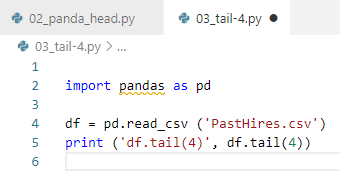 02_panda_head.py
03_tail-4.py
03_tail-4.py > ...
1
2 import pandas as pd
3
4 df = pd.read_csv ('PastHires.csv')
5 print ('df.tail(4)', df.tail(4))
6